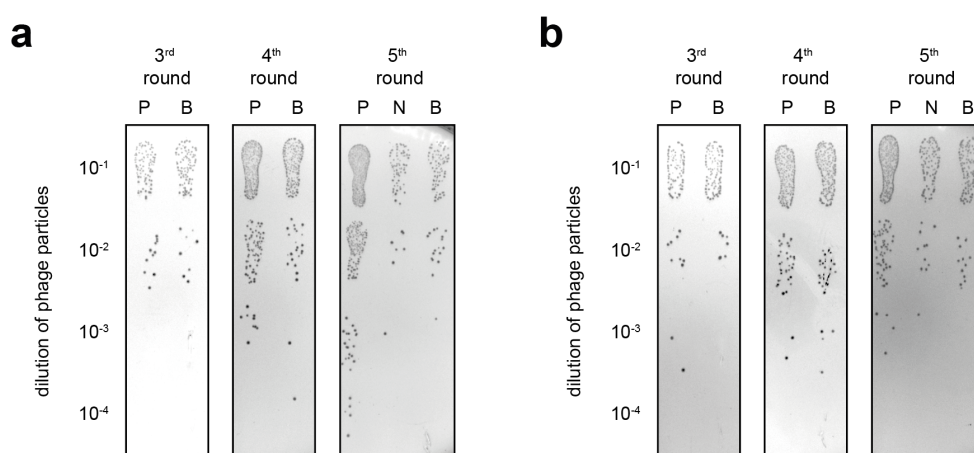 a
3rd round
4th round
5th round
P B
P B
P N B
10-1
10-2
10-3
10-4
dilution of phage particles
b
3rd round
4th round
5th round
P B
P B
P N B
10-1
10-2
10-3
10-4
dilution of phage particles